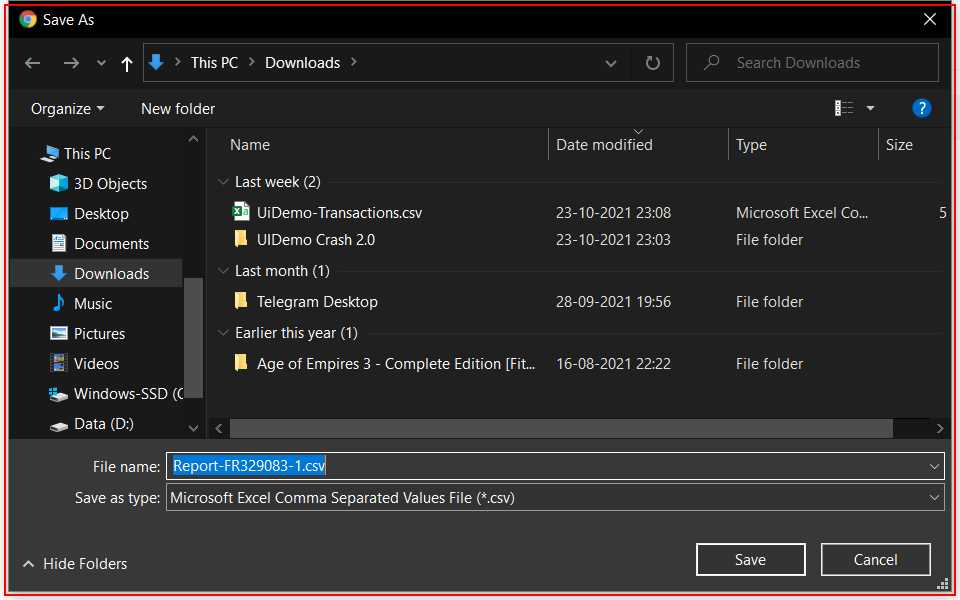 Save As
This PC Downloads
Search Downloads
Organize New folder
?
Name Date modified Type Size
This PC
3D Objects
Desktop
Documents
Downloads
Music
Pictures
Videos
Windows-SSD (C
Data (D:)
Last week (2)
UiDemo-Transactions.csv 23-10-2021 23:08 Microsoft Excel Co... 5
UIDemo Crash 2.0 23-10-2021 23:03 File folder
Last month (1)
Telegram Desktop 28-09-2021 19:56 File folder
Earlier this year (1)
Age of Empires 3 - Complete Edition [Fit... 16-08-2021 22:22 File folder
File name: Report-FR329083-1.csv
Save as type: Microsoft Excel Comma Separated Values File (*.csv)
Hide Folders
Save Cancel